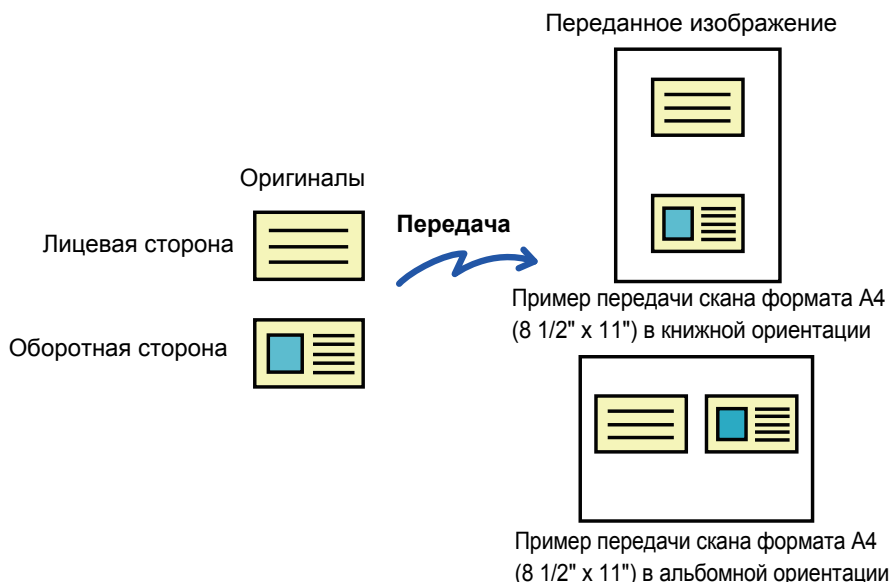 Переданное изображение
Оригиналы
Лицевая сторона
Передача
Оборотная сторона
Пример передачи скана формата A4
(8 1/2" x 11") в книжной ориентации
Пример передачи скана формата A4
(8 1/2" x 11") в альбомной ориентации